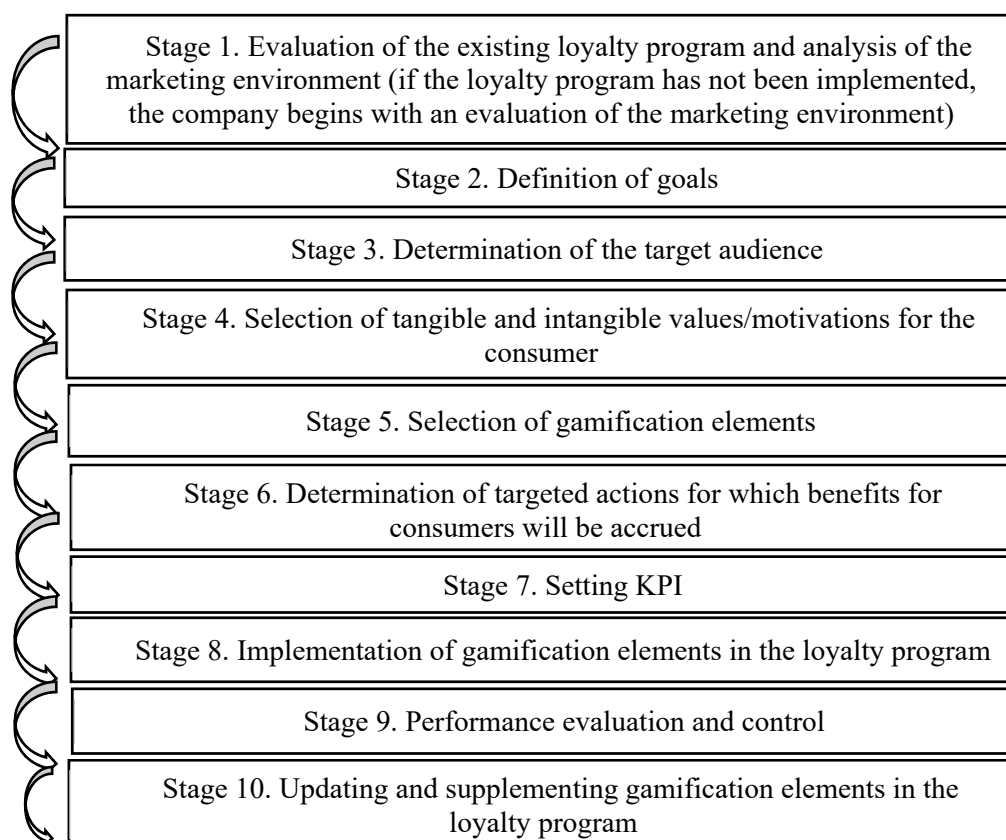 Stage 1. Evaluation of the existing loyalty program and analysis of the
marketing environment (if the loyalty program has not been implemented,
the company begins with an evaluation of the marketing environment)
Stage 2. Definition of goals
Stage 3. Determination of the target audience
Stage 4. Selection of tangible and intangible values/motivations for the
consumer
Stage 5. Selection of gamification elements
Stage 6. Determination of targeted actions for which benefits for
consumers will be accrued
Stage 7. Setting KPI
Stage 8. Implementation of gamification elements in the loyalty program
Stage 9. Performance evaluation and control
Stage 10. Updating and supplementing gamification elements in the
loyalty program